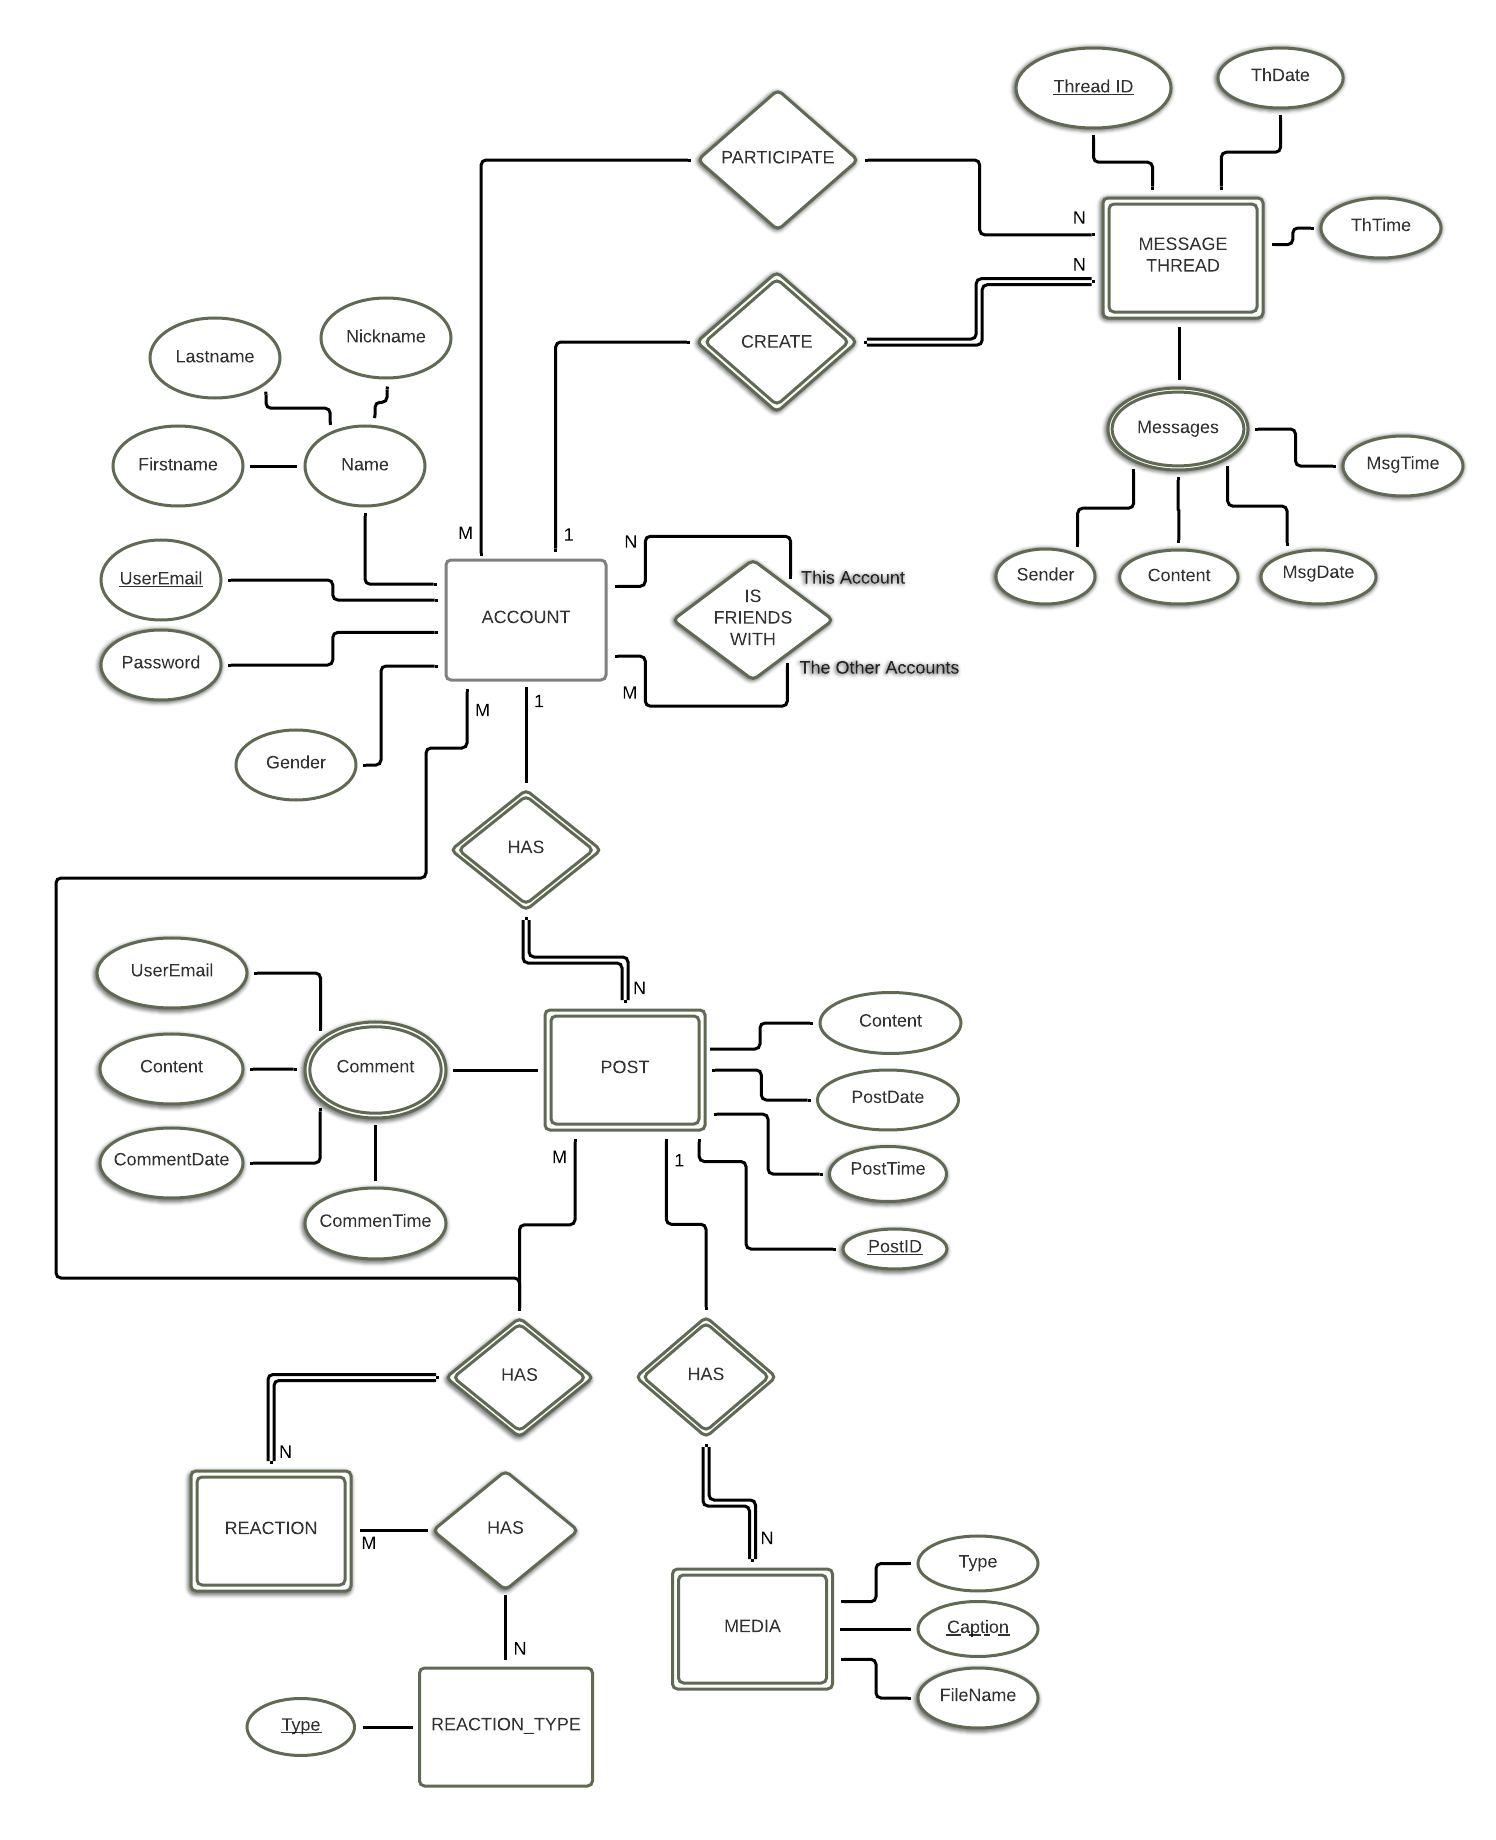 Thread ID
ThDate
PARTICIPATE
N
MESSAGE
THREAD
ThTime
N
CREATE
Lastname
Nickname
Firstname
Name
Messages
MsgTime
M
1
N
This Account
UserEmail
ACCOUNT
IS
FRIENDS
WITH
Sender
Content
MsgDate
Password
The Other Accounts
M
M
1
Gender
HAS
UserEmail
N
Content
Content
Comment
POST
PostDate
CommentDate
M
1
PostTime
CommenTime
PostID
HAS
HAS
N
REACTION
M
HAS
N
Type
MEDIA
Caption
FileName
N
Type
REACTION_TYPE